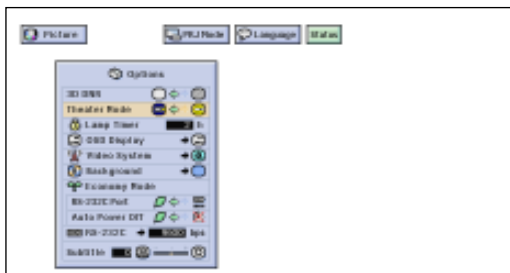 Picture
PRJ Mode
Language
Status
Options
3D DNR
Theater Mode
Lamp Timer h
OSD Display
Video System
Background
Economy Mode
RS-232C Port
Auto Power Off
RS-232C bps
Subtitle